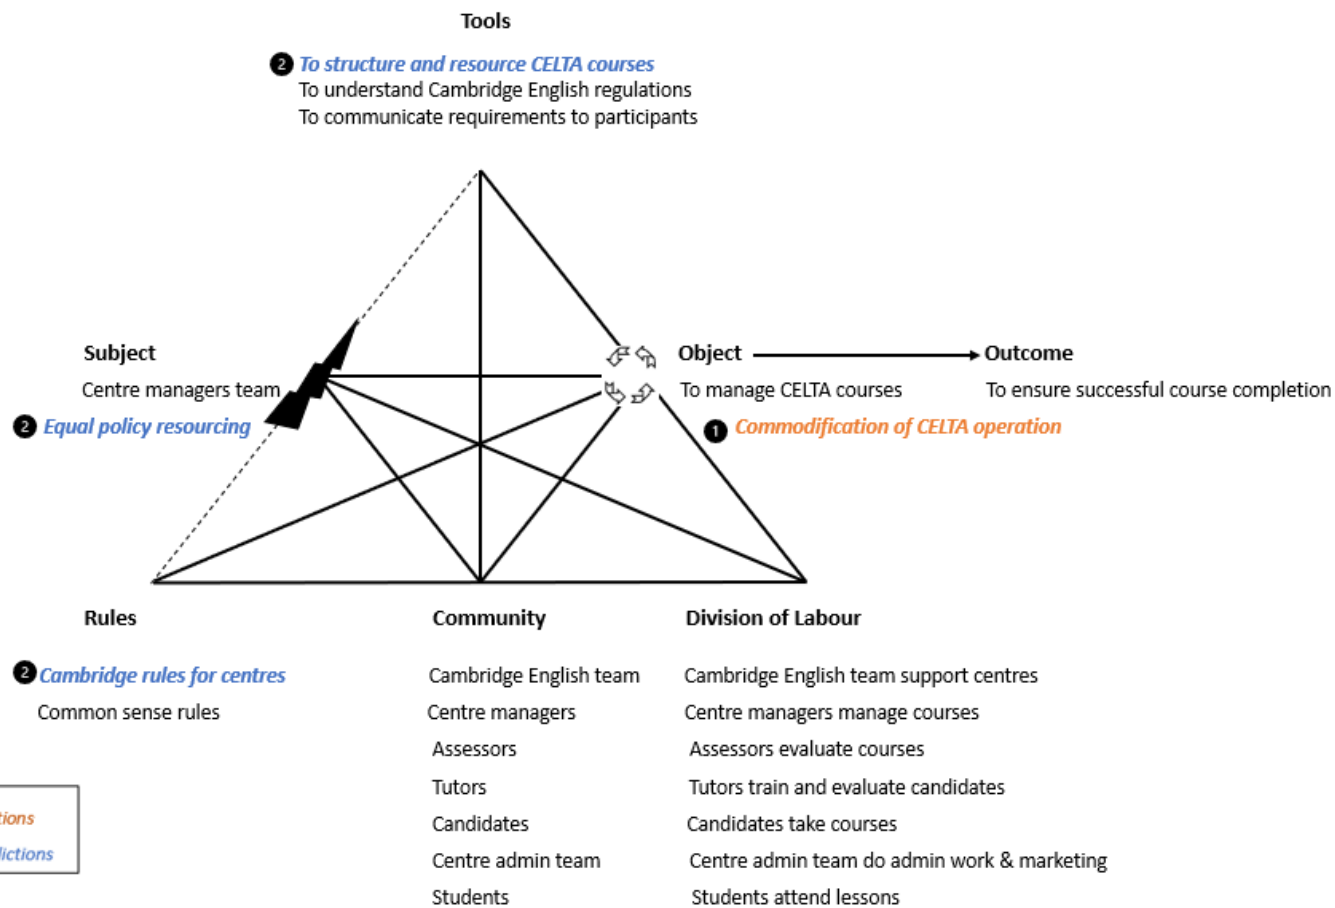 Tools
2 To structure and resource CELTA courses
To understand Cambridge English regulations
To communicate requirements to participants
Subject
Centre managers team
2 Equal policy resourcing
Object
To manage CELTA courses
1 Commodification of CELTA operation
Outcome
To ensure successful course completion
Rules
2 Cambridge rules for centres
Common sense rules
Community
Cambridge English team
Centre managers
Assessors
Tutors
Candidates
Centre admin team
Students
Division of Labour
Cambridge English team support centres
Centre managers manage courses
Assessors evaluate courses
Tutors train and evaluate candidates
Candidates take courses
Centre admin team do admin work & marketing
Students attend lessons